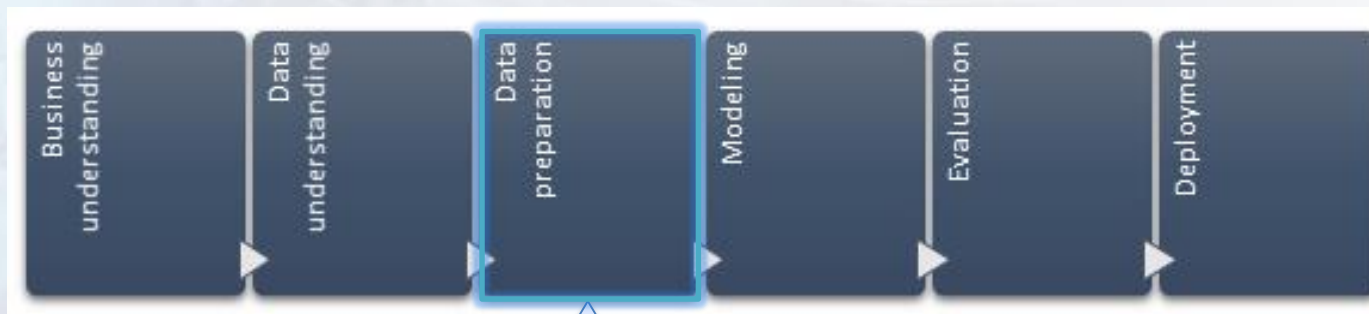 Business
understanding
Data
understanding
Data
preparation
Modeling
Evaluation
Deployment